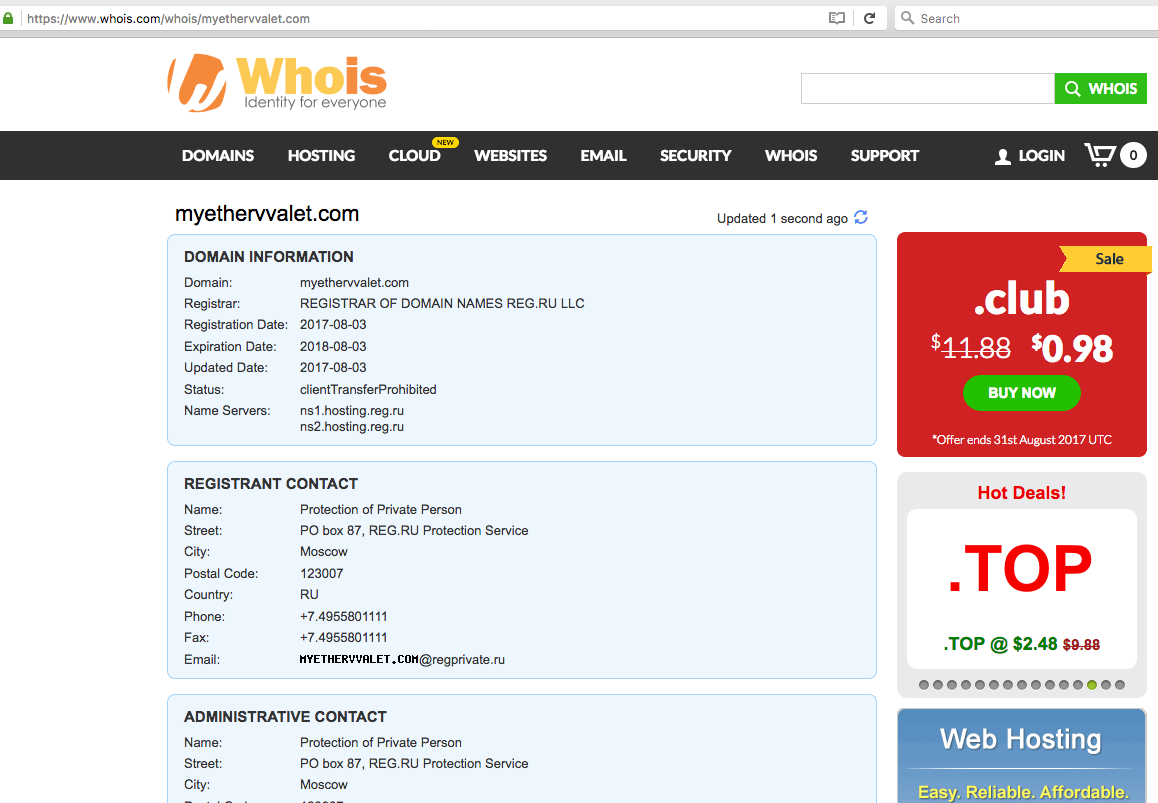 https://www.whois.com/whois/myethervvalet.com
Search
Whois
Identity for everyone
WHOIS
NEW
DOMAINS HOSTING CLOUD WEBSITES EMAIL SECURITY WHOIS SUPPORT LOGIN 0
myethervvalet.com
Updated 1 second ago
DOMAIN INFORMATION
Domain: myethervvalet.com
Registrar: REGISTRAR OF DOMAIN NAMES REG.RU LLC
Registration Date: 2017-08-03
Expiration Date: 2018-08-03
Updated Date: 2017-08-03
Status: clientTransferProhibited
Name Servers: ns1.hosting.reg.ru
ns2.hosting.reg.ru
REGISTRANT CONTACT
Name: Protection of Private Person
Street: PO box 87, REG.RU Protection Service
City: Moscow
Postal Code: 123007
Country: RU
Phone: +7.4955801111
Fax: +7.4955801111
Email: MYETHERVVALET.COM@regprivate.ru
ADMINISTRATIVE CONTACT
Name: Protection of Private Person
Street: PO box 87, REG.RU Protection Service
City: Moscow
Postal Code: 123007
Sale
.club
$11.88 $0.98
BUY NOW
*Offer ends 31st August 2017 UTC
Hot Deals!
.TOP
.TOP @ $2.48 $9.88
Web Hosting
Easy. Reliable. Affordable.